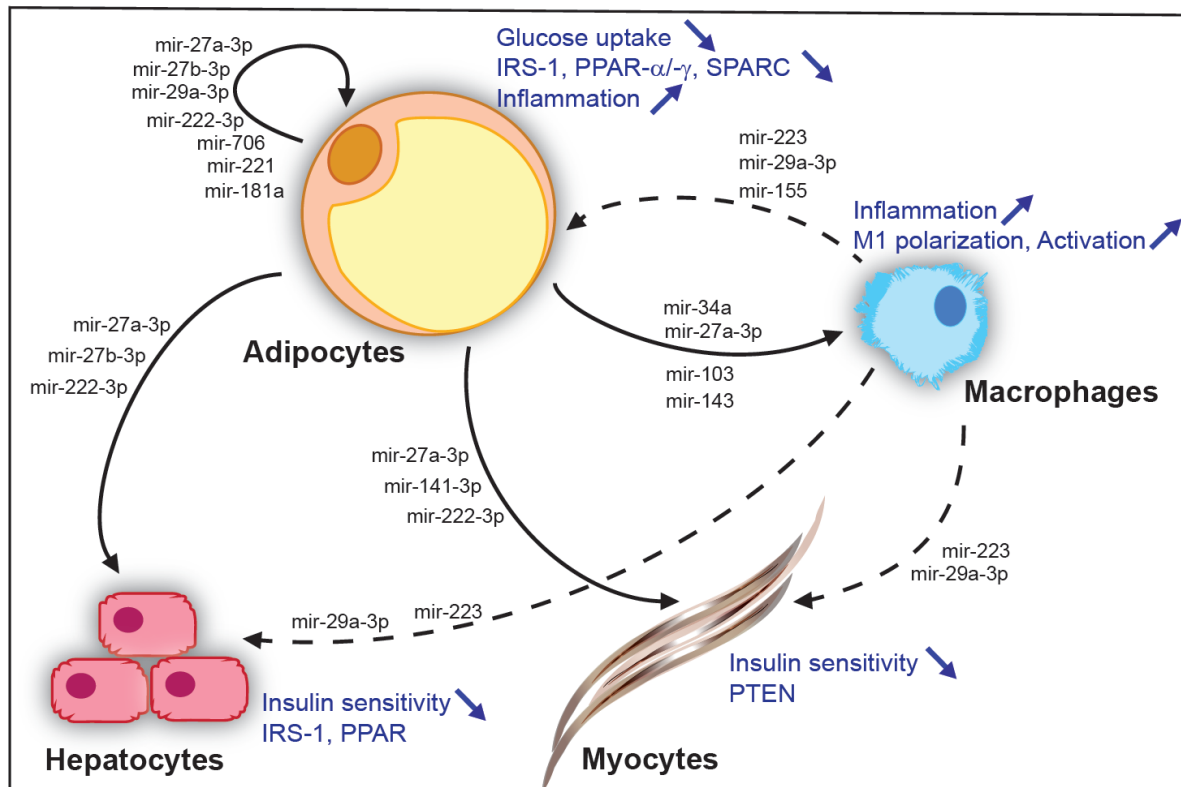 mir-27a-3p
mir-27b-3p
mir-29a-3p
mir-222-3p
mir-706
mir-221
mir-181a
Glucose uptake
IRS-1, PPAR-α/-γ, SPARC
Inflammation
mir-223
mir-29a-3p
mir-155
Inflammation
M1 polarization, Activation
mir-27a-3p
mir-27b-3p
mir-222-3p
Adipocytes
mir-34a
mir-27a-3p
mir-103
mir-143
Macrophages
mir-27a-3p
mir-141-3p
mir-222-3p
mir-223
mir-29a-3p
mir-29a-3p
mir-223
Insulin sensitivity
IRS-1, PPAR
Insulin sensitivity
PTEN
Hepatocytes
Myocytes